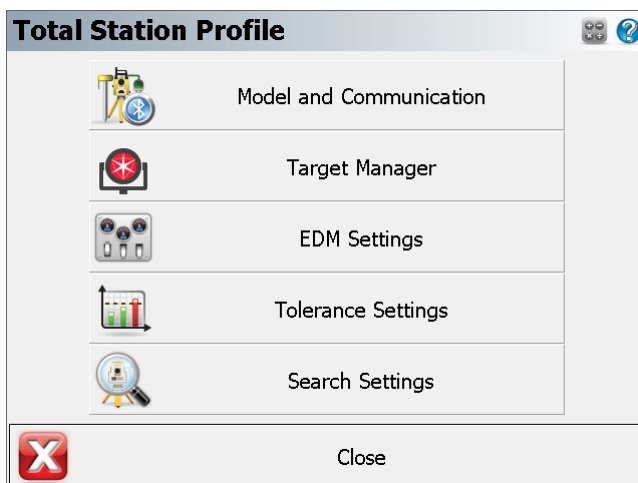 Total Station Profile
Model and Communication
Target Manager
EDM Settings
Tolerance Settings
Search Settings
Close